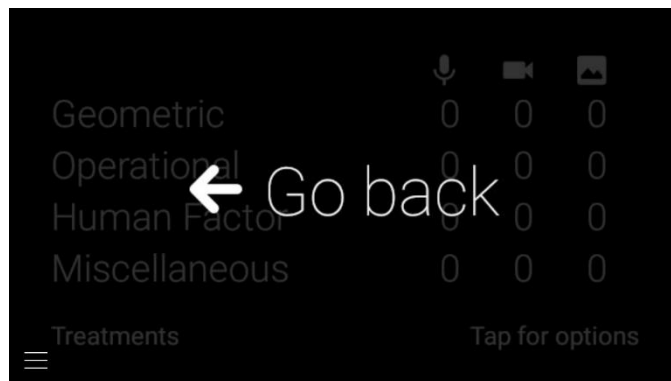 Geometric 0 0 0
Operational 0 0 0
← Go back
Human Factor 0 0 0
Miscellaneous 0 0 0
Treatments Tap for options